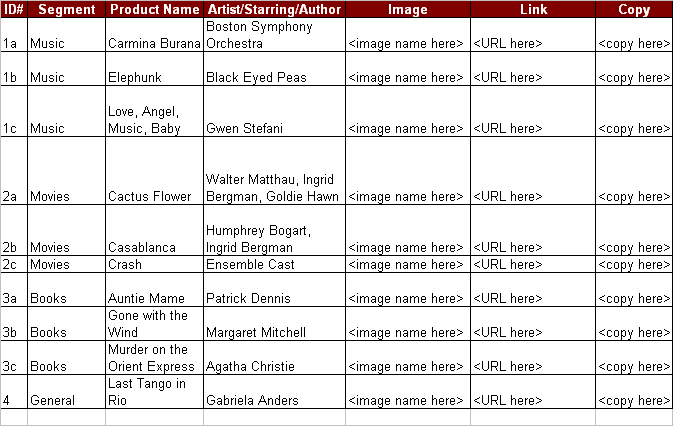 ID# Segment Product Name Artist/Starring/Author Image Link Copy
1a Music Carmina Burana Boston Symphony
Orchestra <image name here> <URL here> <copy here>
1b Music Elephunk Black Eyed Peas <image name here> <URL here> <copy here>
Love, Angel,
1c Music Music, Baby Gwen Stefani <image name here> <URL here> <copy here>
Walter Matthau, Ingrid
2a Movies Cactus Flower Bergman, Goldie Hawn <image name here> <URL here> <copy here>
Humphrey Bogart,
2b Movies Casablanca Ingrid Bergman <image name here> <URL here> <copy here>
2c Movies Crash Ensemble Cast <image name here> <URL here> <copy here>
3a Books Auntie Mame Patrick Dennis <image name here> <URL here> <copy here>
Gone with the
3b Books Wind Margaret Mitchell <image name here> <URL here> <copy here>
Murder on the
3c Books Orient Express Agatha Christie <image name here> <URL here> <copy here>
Last Tango in
4 General Rio Gabriela Anders <image name here> <URL here> <copy here>